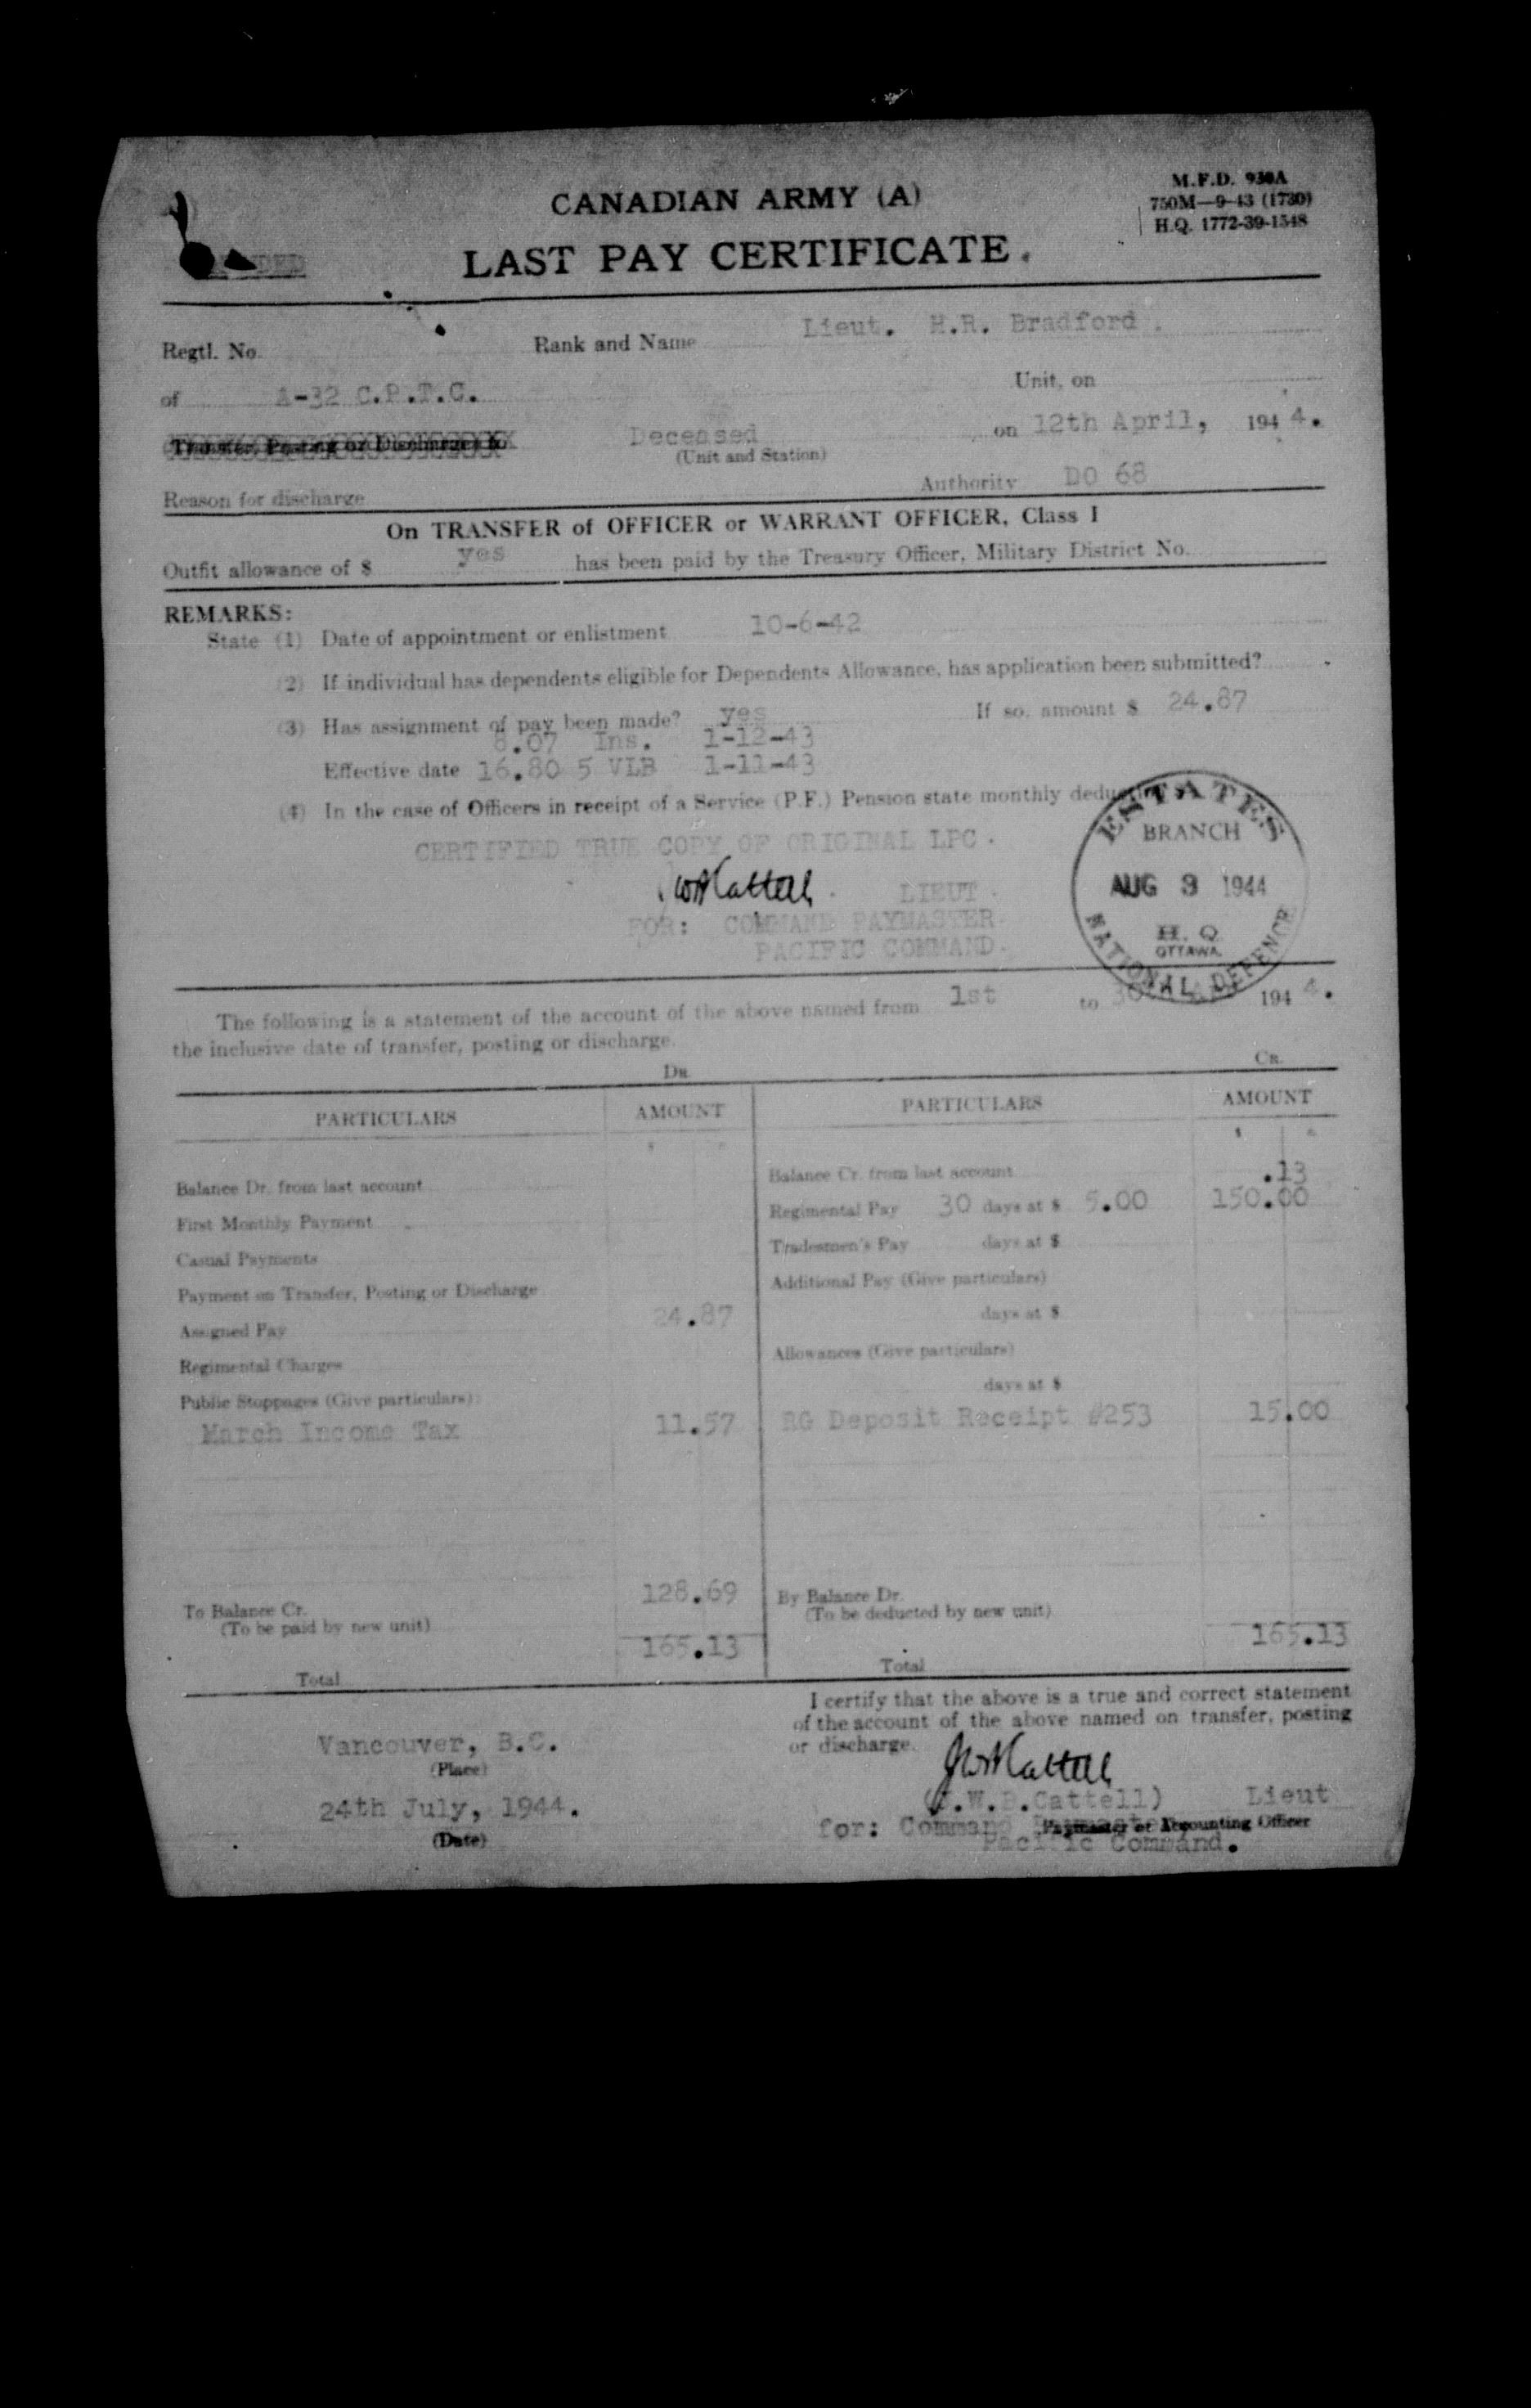 M.F.D. 930A
CANADIAN ARMY (A)
750M—9-43 (1730)
H.Q. 1772-39-1548
LAST PAY CERTIFICATE.
Regtl. No. Rank and Name Lieut. H.R. Bradford.
of A-32 C.P.T.C. Unit, on
Transfer, Posting or Discharge to Deceased on 12th April, 194 4.
(Unit and Station)
Reason for discharge Authority DO 68
On TRANSFER of OFFICER or WARRANT OFFICER, Class I
Outfit allowance of $ yes has been paid by the Treasury Officer, Military District No.
REMARKS:
State (1) Date of appointment or enlistment 10-6-42
(2) If individual has dependents eligible for Dependents Allowance, has application been submitted?
(3) Has assignment of pay been made? yes If so, amount $ 24.87
8.07 Ins. 1-12-43
Effective date 16.80 5 VLB 1-11-43
(4) In the case of Officers in receipt of a Service (P.F.) Pension state monthly deduction
CERTIFIED TRUE COPY OF ORIGINAL LPC.
LIEUT.
FOR: COMMAND PAYMASTER
PACIFIC COMMAND.
ESTATES
BRANCH
AUG 3 1944
H. Q.
OTTAWA
NATIONAL DEFENCE
The following is a statement of the account of the above named from 1st to 30 194 4.
the inclusive date of transfer, posting or discharge.
DR. CR.
PARTICULARS AMOUNT PARTICULARS AMOUNT
$ c $ c
Balance Dr. from last account Balance Cr. from last account .13
First Monthly Payment Regimental Pay 30 days at $ 5.00 150.00
Casual Payments Tradesmen's Pay days at $
Payment on Transfer, Posting or Discharge Additional Pay (Give particulars)
Assigned Pay 24.87 days at $
Regimental Charges Allowances (Give particulars)
Public Stoppages (Give particulars): days at $
March Income Tax 11.57 RG Deposit Receipt #253 15.00
To Balance Cr. 128.69 By Balance Dr.
(To be paid by new unit) (To be deducted by new unit)
Total 165.13 Total 165.13
I certify that the above is a true and correct statement
of the account of the above named on transfer, posting
or discharge.
Vancouver, B.C.
(Place)
24th July, 1944.
(Date)
JWBCattell
(J.W.B.Cattell) Lieut
for: Command Paymaster or Accounting Officer
Pacific Command.